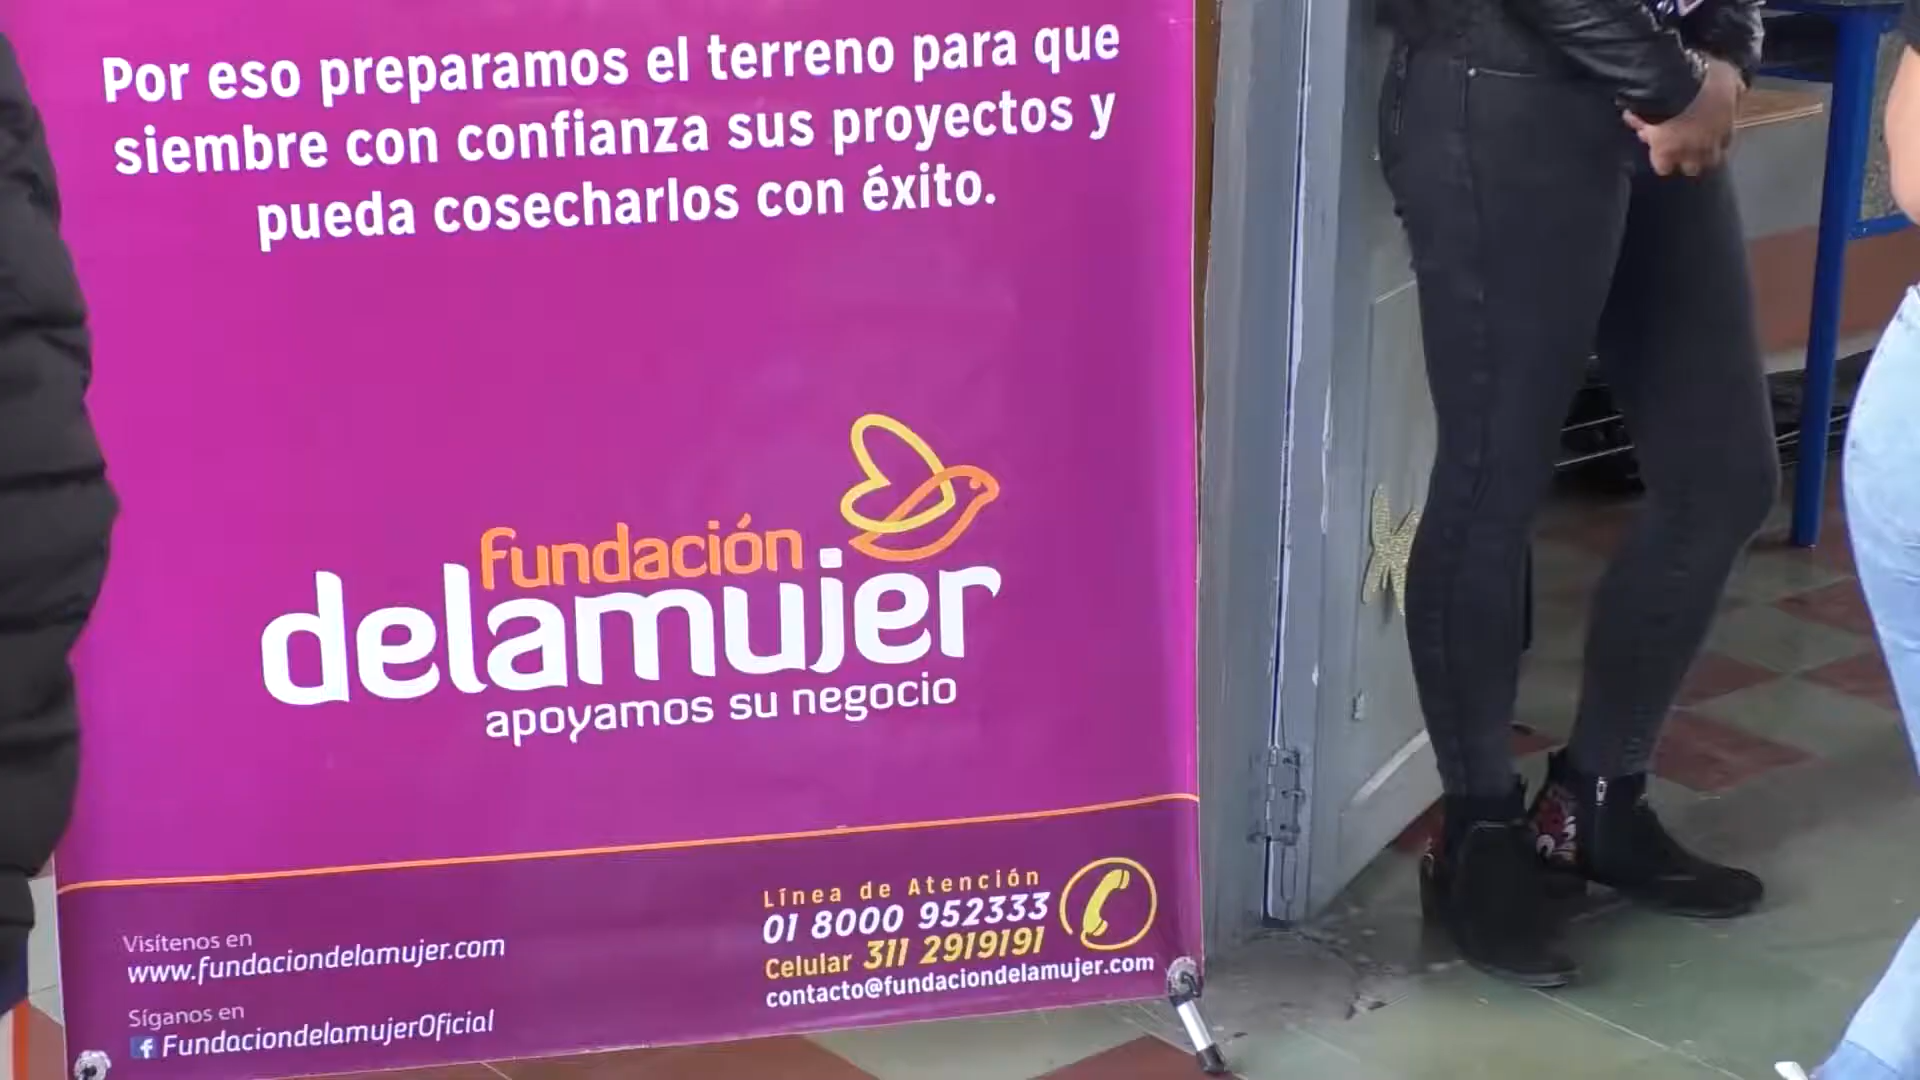 Por eso preparamos el terreno para que
siembre con confianza sus proyectos y
pueda cosecharlos con éxito.
fundación
delamujer
apoyamos su negocio
Visítenos en
www.fundaciondelamujer.com
Síganos en
f FundaciondelamujerOficial
Línea de Atención
01 8000 952333
Celular 311 2919191
contacto@fundaciondelamujer.com